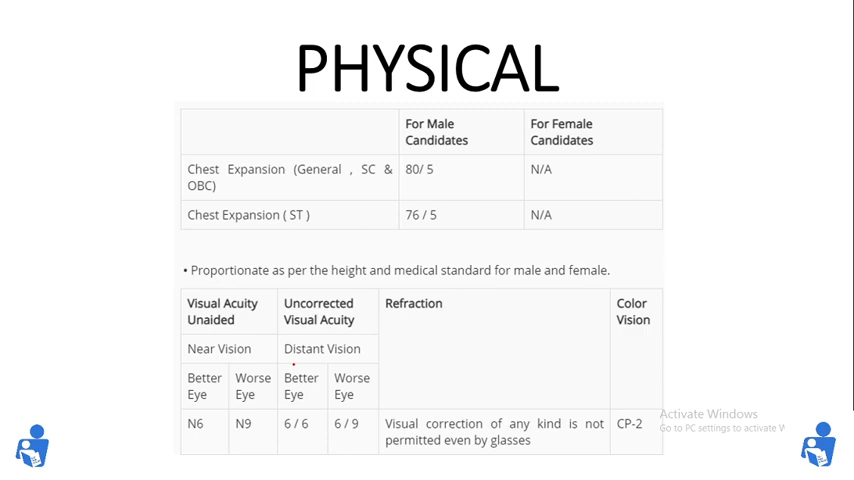 PHYSICAL
For Male Candidates
For Female Candidates
Chest Expansion (General , SC & OBC)
80/ 5
N/A
Chest Expansion ( ST )
76 / 5
N/A
• Proportionate as per the height and medical standard for male and female.
Visual Acuity Unaided
Uncorrected Visual Acuity
Refraction
Color Vision
Near Vision
Distant Vision
Better Eye
Worse Eye
Better Eye
Worse Eye
N6
N9
6 / 6
6 / 9
Visual correction of any kind is not
permitted even by glasses
CP-2
Activate Windows
Go to PC settings to activate W